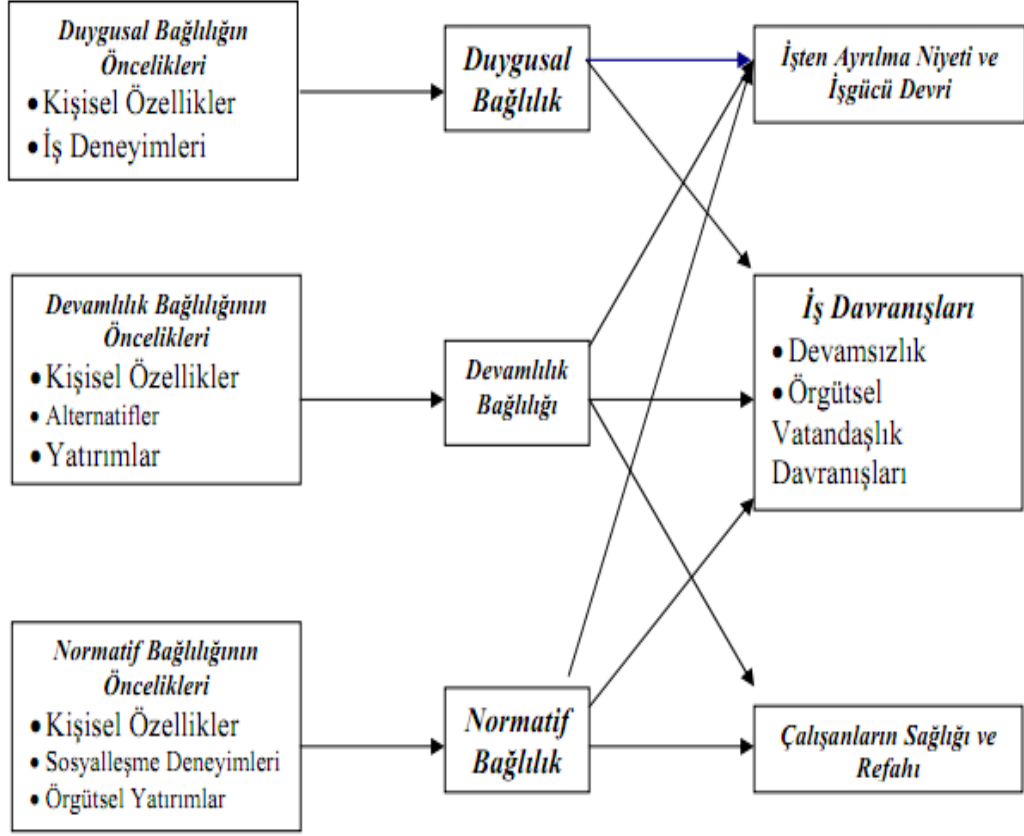 Duygusal Bağlılığın
Öncelikleri
• Kişisel Özellikler
• İş Deneyimleri
Duygusal
Bağlılık
İşten Ayrılma Niyeti ve
İşgücü Devri
Devamlılık Bağlılığının
Öncelikleri
• Kişisel Özellikler
• Alternatifler
• Yatırımlar
Devamlılık
Bağlılığı
İş Davranışları
• Devamsızlık
• Örgütsel
Vatandaşlık
Davranışları
Normatif Bağlılığının
Öncelikleri
• Kişisel Özellikler
• Sosyalleşme Deneyimleri
• Örgütsel Yatırımlar
Normatif
Bağlılık
Çalışanların Sağlığı ve
Refahı